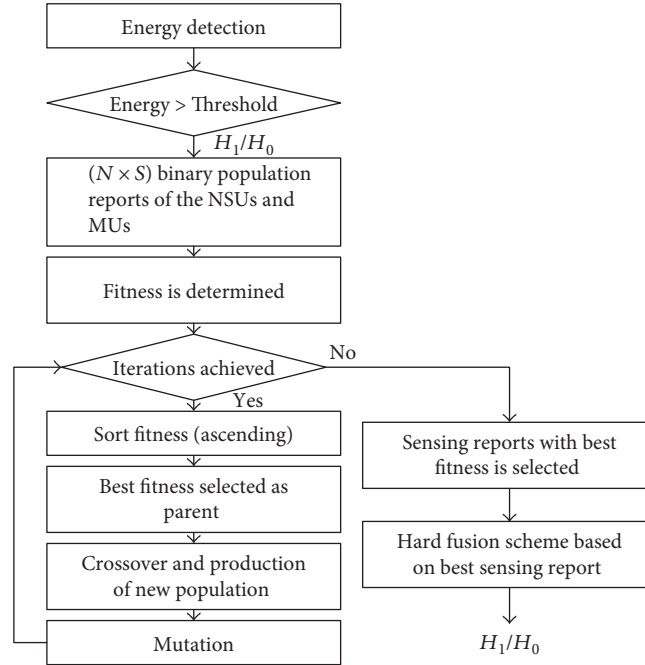 Energy detection
Energy > Threshold
H₁/H₀
(N × S) binary population
reports of the NSUs and
MUs
Fitness is determined
Iterations achieved
No
Yes
Sort fitness (ascending)
Best fitness selected as
parent
Crossover and production
of new population
Mutation
Sensing reports with best
fitness is selected
Hard fusion scheme based
on best sensing report
H₁/H₀